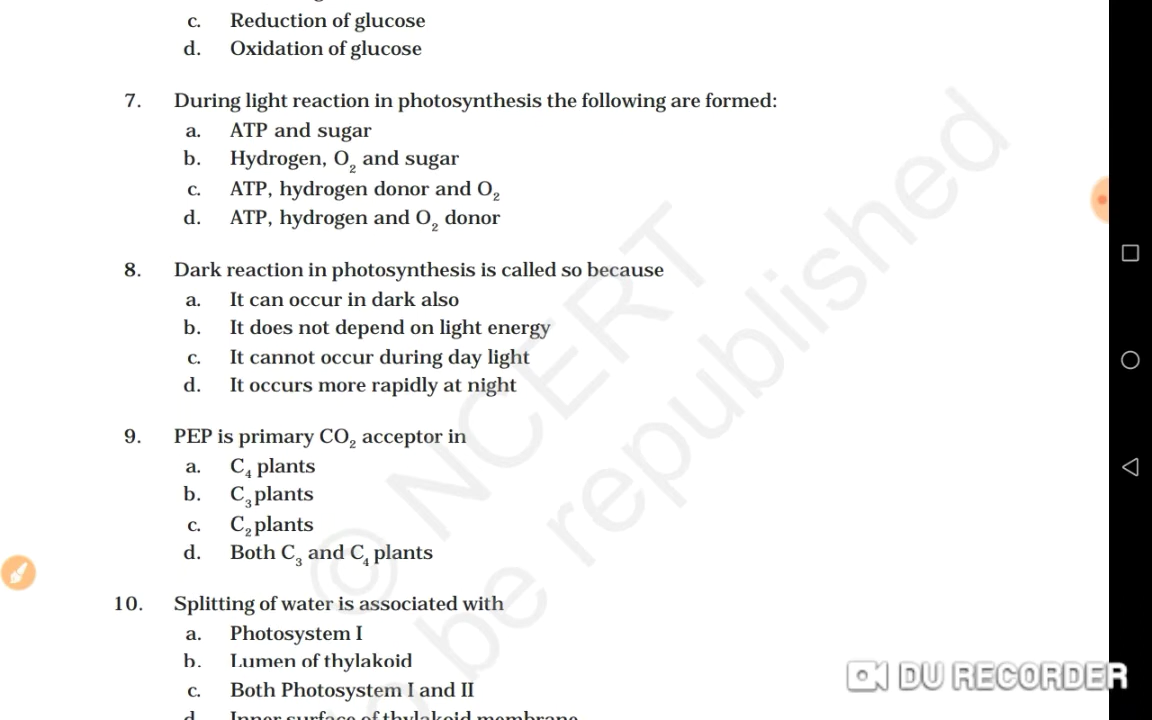 c. Reduction of glucose
d. Oxidation of glucose
7. During light reaction in photosynthesis the following are formed:
a. ATP and sugar
b. Hydrogen, O₂ and sugar
c. ATP, hydrogen donor and O₂
d. ATP, hydrogen and O₂ donor
8. Dark reaction in photosynthesis is called so because
a. It can occur in dark also
b. It does not depend on light energy
c. It cannot occur during day light
d. It occurs more rapidly at night
9. PEP is primary CO₂ acceptor in
a. C₄ plants
b. C₃ plants
c. C₂ plants
d. Both C₃ and C₄ plants
10. Splitting of water is associated with
a. Photosystem I
b. Lumen of thylakoid
c. Both Photosystem I and II
d. Inner surface of thylakoid membrane
© NCERT
be republished
DU RECORDER